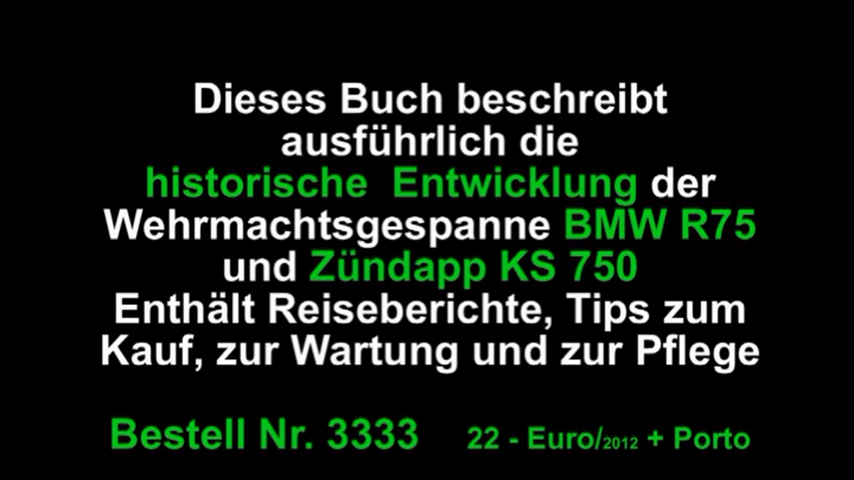 Dieses Buch beschreibt
ausführlich die
historische Entwicklung der
Wehrmachtsgespanne BMW R75
und Zündapp KS 750
Enthält Reiseberichte, Tips zum
Kauf, zur Wartung und zur Pflege
Bestell Nr. 3333 22 - Euro/2012 + Porto